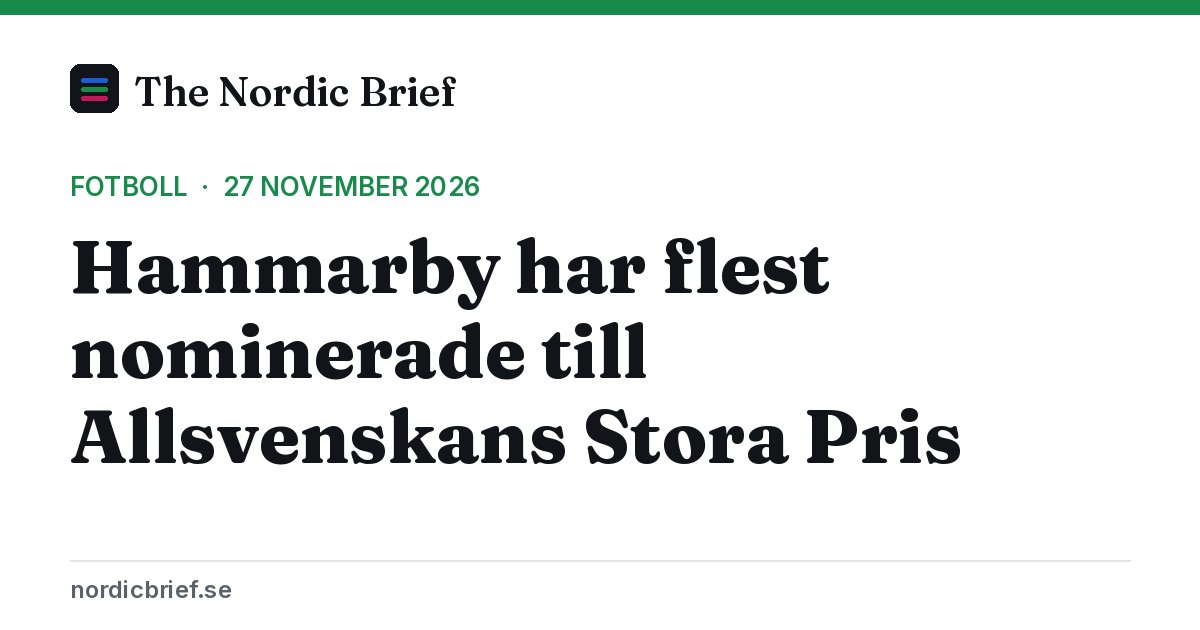 The Nordic Brief
FOTBOLL · 27 NOVEMBER 2026
Hammarby har flest
nominerade till
Allsvenskans Stora Pris
nordicbrief.se